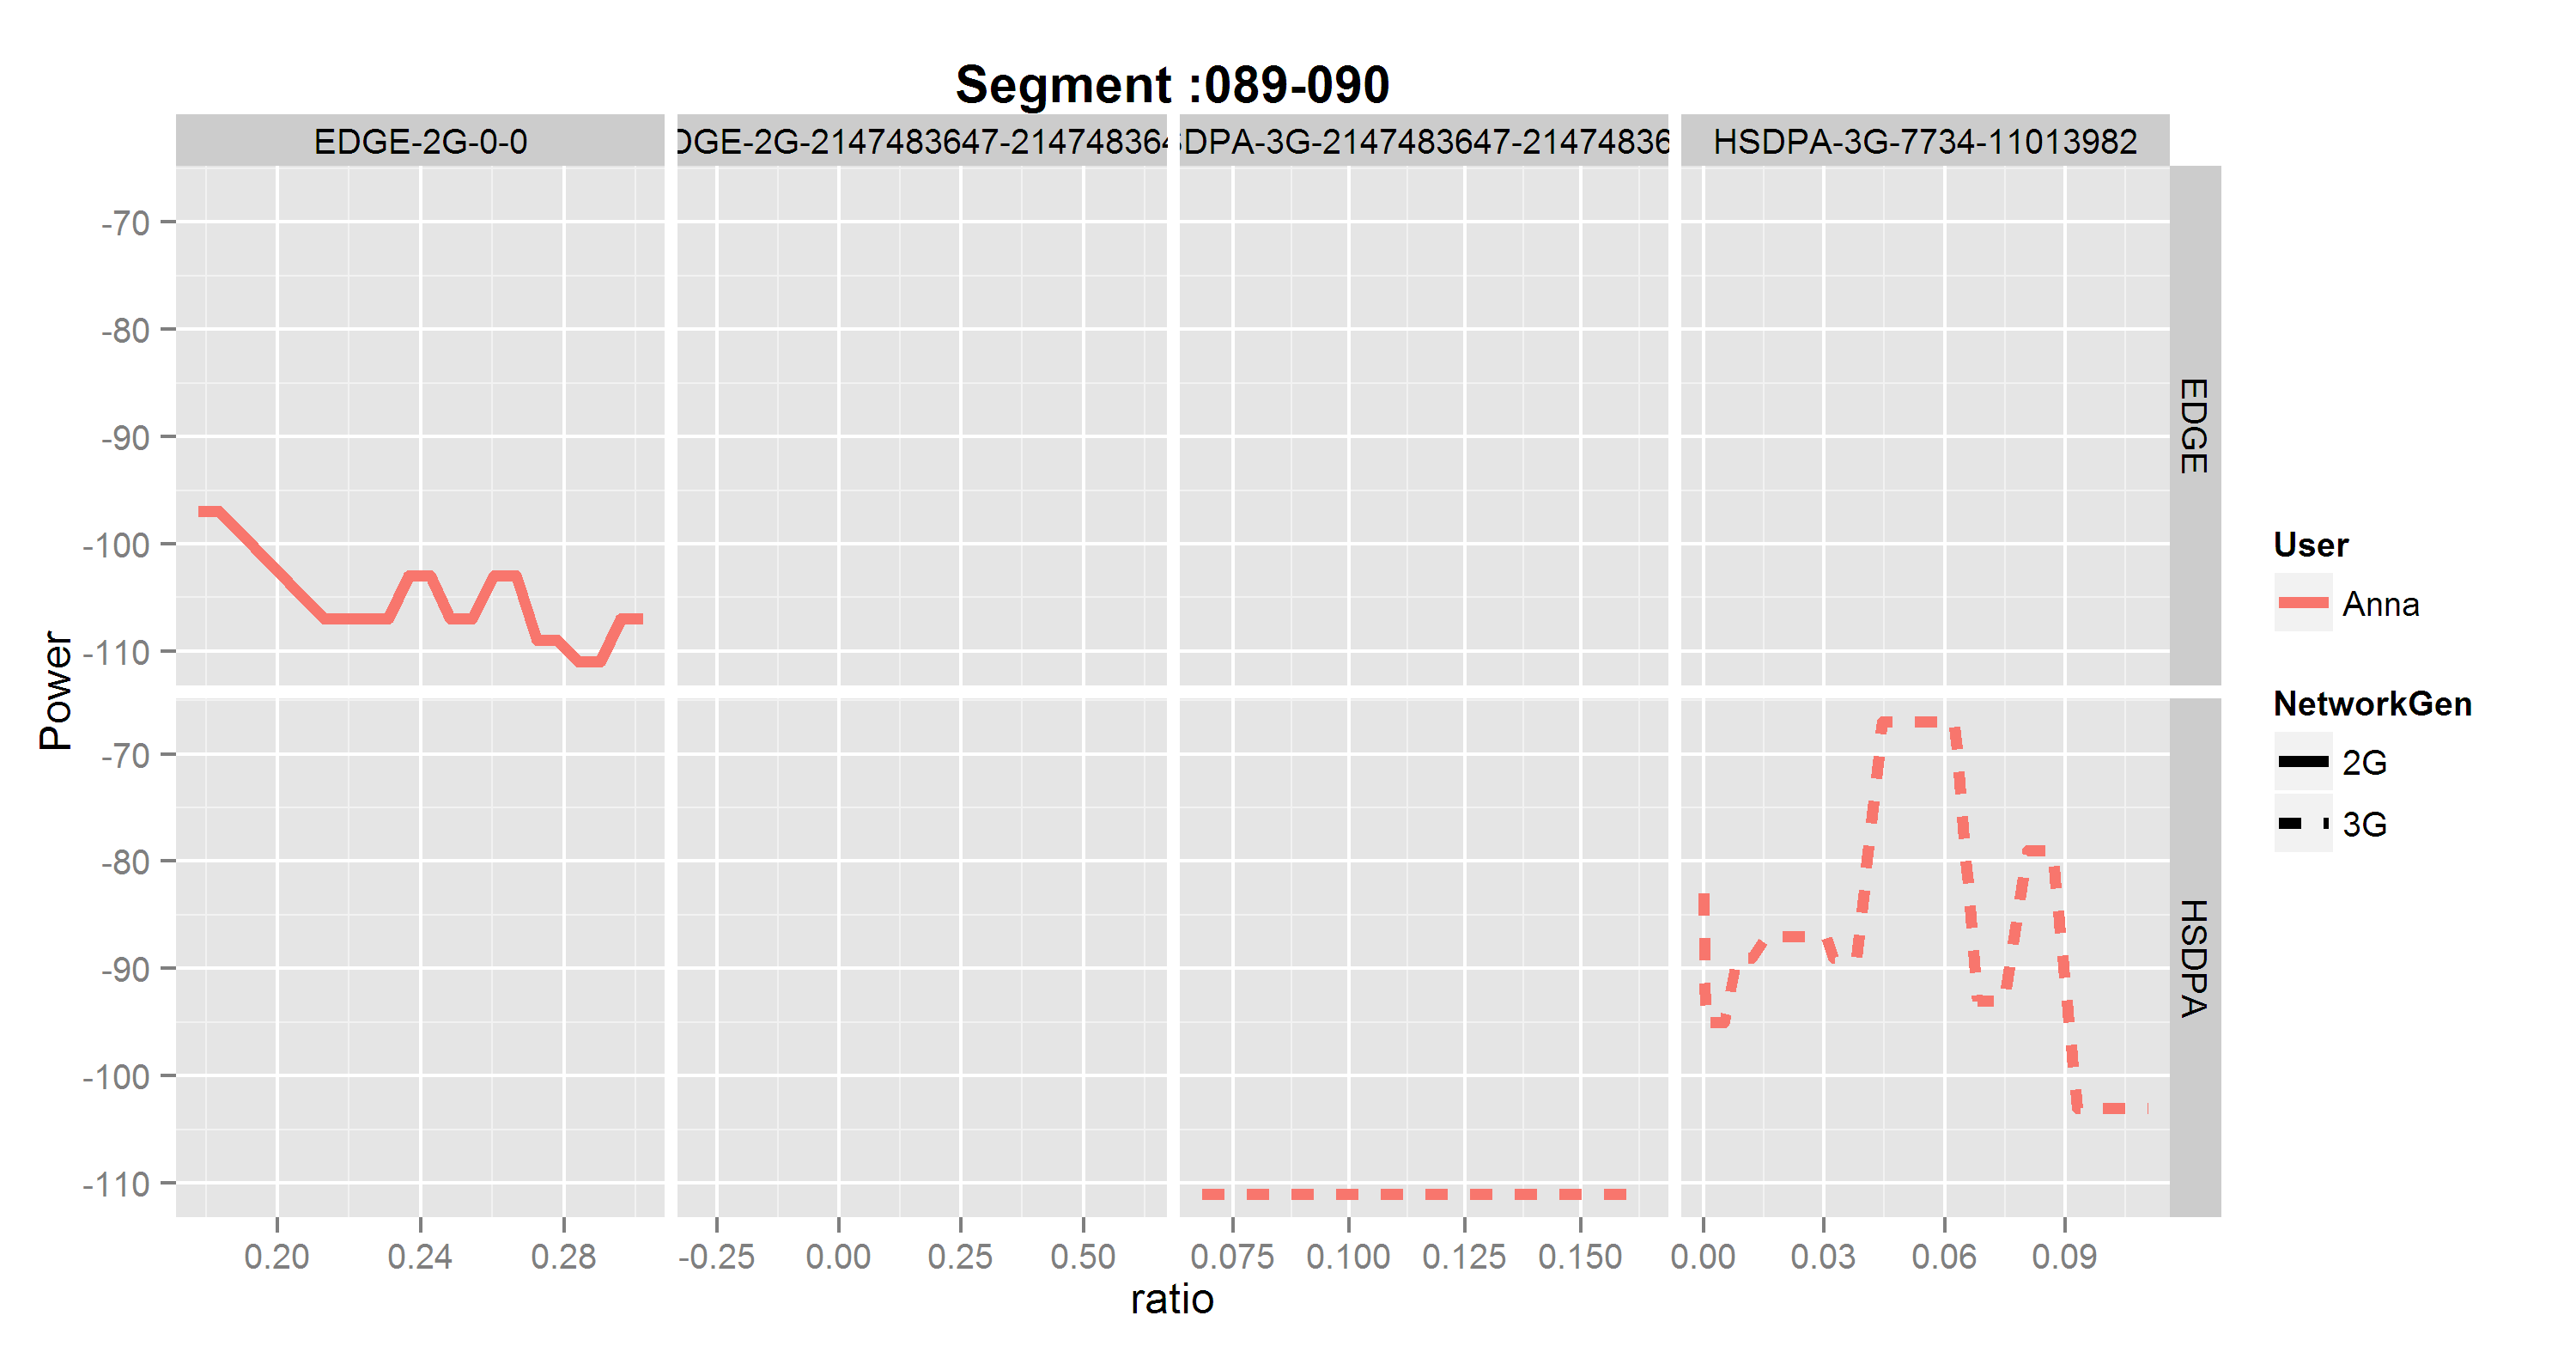 Segment :089-090
EDGE-2G-0-0
DGE-2G-2147483647-214748364
DPA-3G-2147483647-21474836
HSDPA-3G-7734-11013982
-70
-80
-90
-100
-110
EDGE
-70
-80
-90
-100
-110
HSDPA
Power
0.20 0.24 0.28
-0.25 0.00 0.25 0.50
0.075 0.100 0.125 0.150
0.00 0.03 0.06 0.09
ratio
User
Anna
NetworkGen
2G
3G